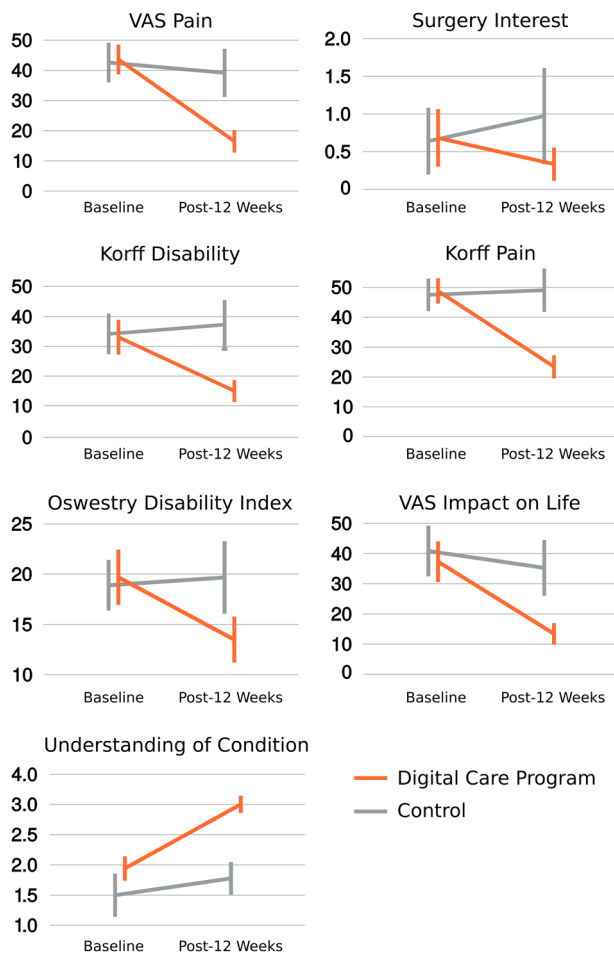 VAS Pain
50
40
30
20
10
0
Baseline Post-12 Weeks
Surgery Interest
2.0
1.5
1.0
0.5
0
Baseline Post-12 Weeks
Korff Disability
50
40
30
20
10
0
Baseline Post-12 Weeks
Korff Pain
50
40
30
20
10
0
Baseline Post-12 Weeks
Oswestry Disability Index
25
20
15
10
Baseline Post-12 Weeks
VAS Impact on Life
50
40
30
20
10
0
Baseline Post-12 Weeks
Understanding of Condition
4.0
3.0
2.5
2.0
1.5
1.0
Baseline Post-12 Weeks
Digital Care Program
Control